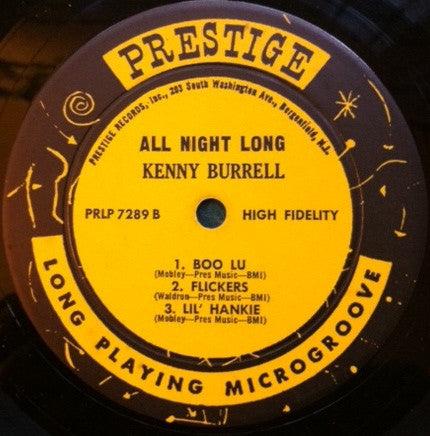 PRESTIGE
PRESTIGE RECORDS, Inc., 203 South Washington Ave., Bergenfield, N.J.
ALL NIGHT LONG
KENNY BURRELL
PRLP 7289 B HIGH FIDELITY
1. BOO LU
(Mobley—Pres Music—BMI)
2. FLICKERS
(Waldron—Pres Music—BMI)
3. LIL' HANKIE
(Mobley—Pres Music—BMI)
LONG PLAYING MICROGROOVE